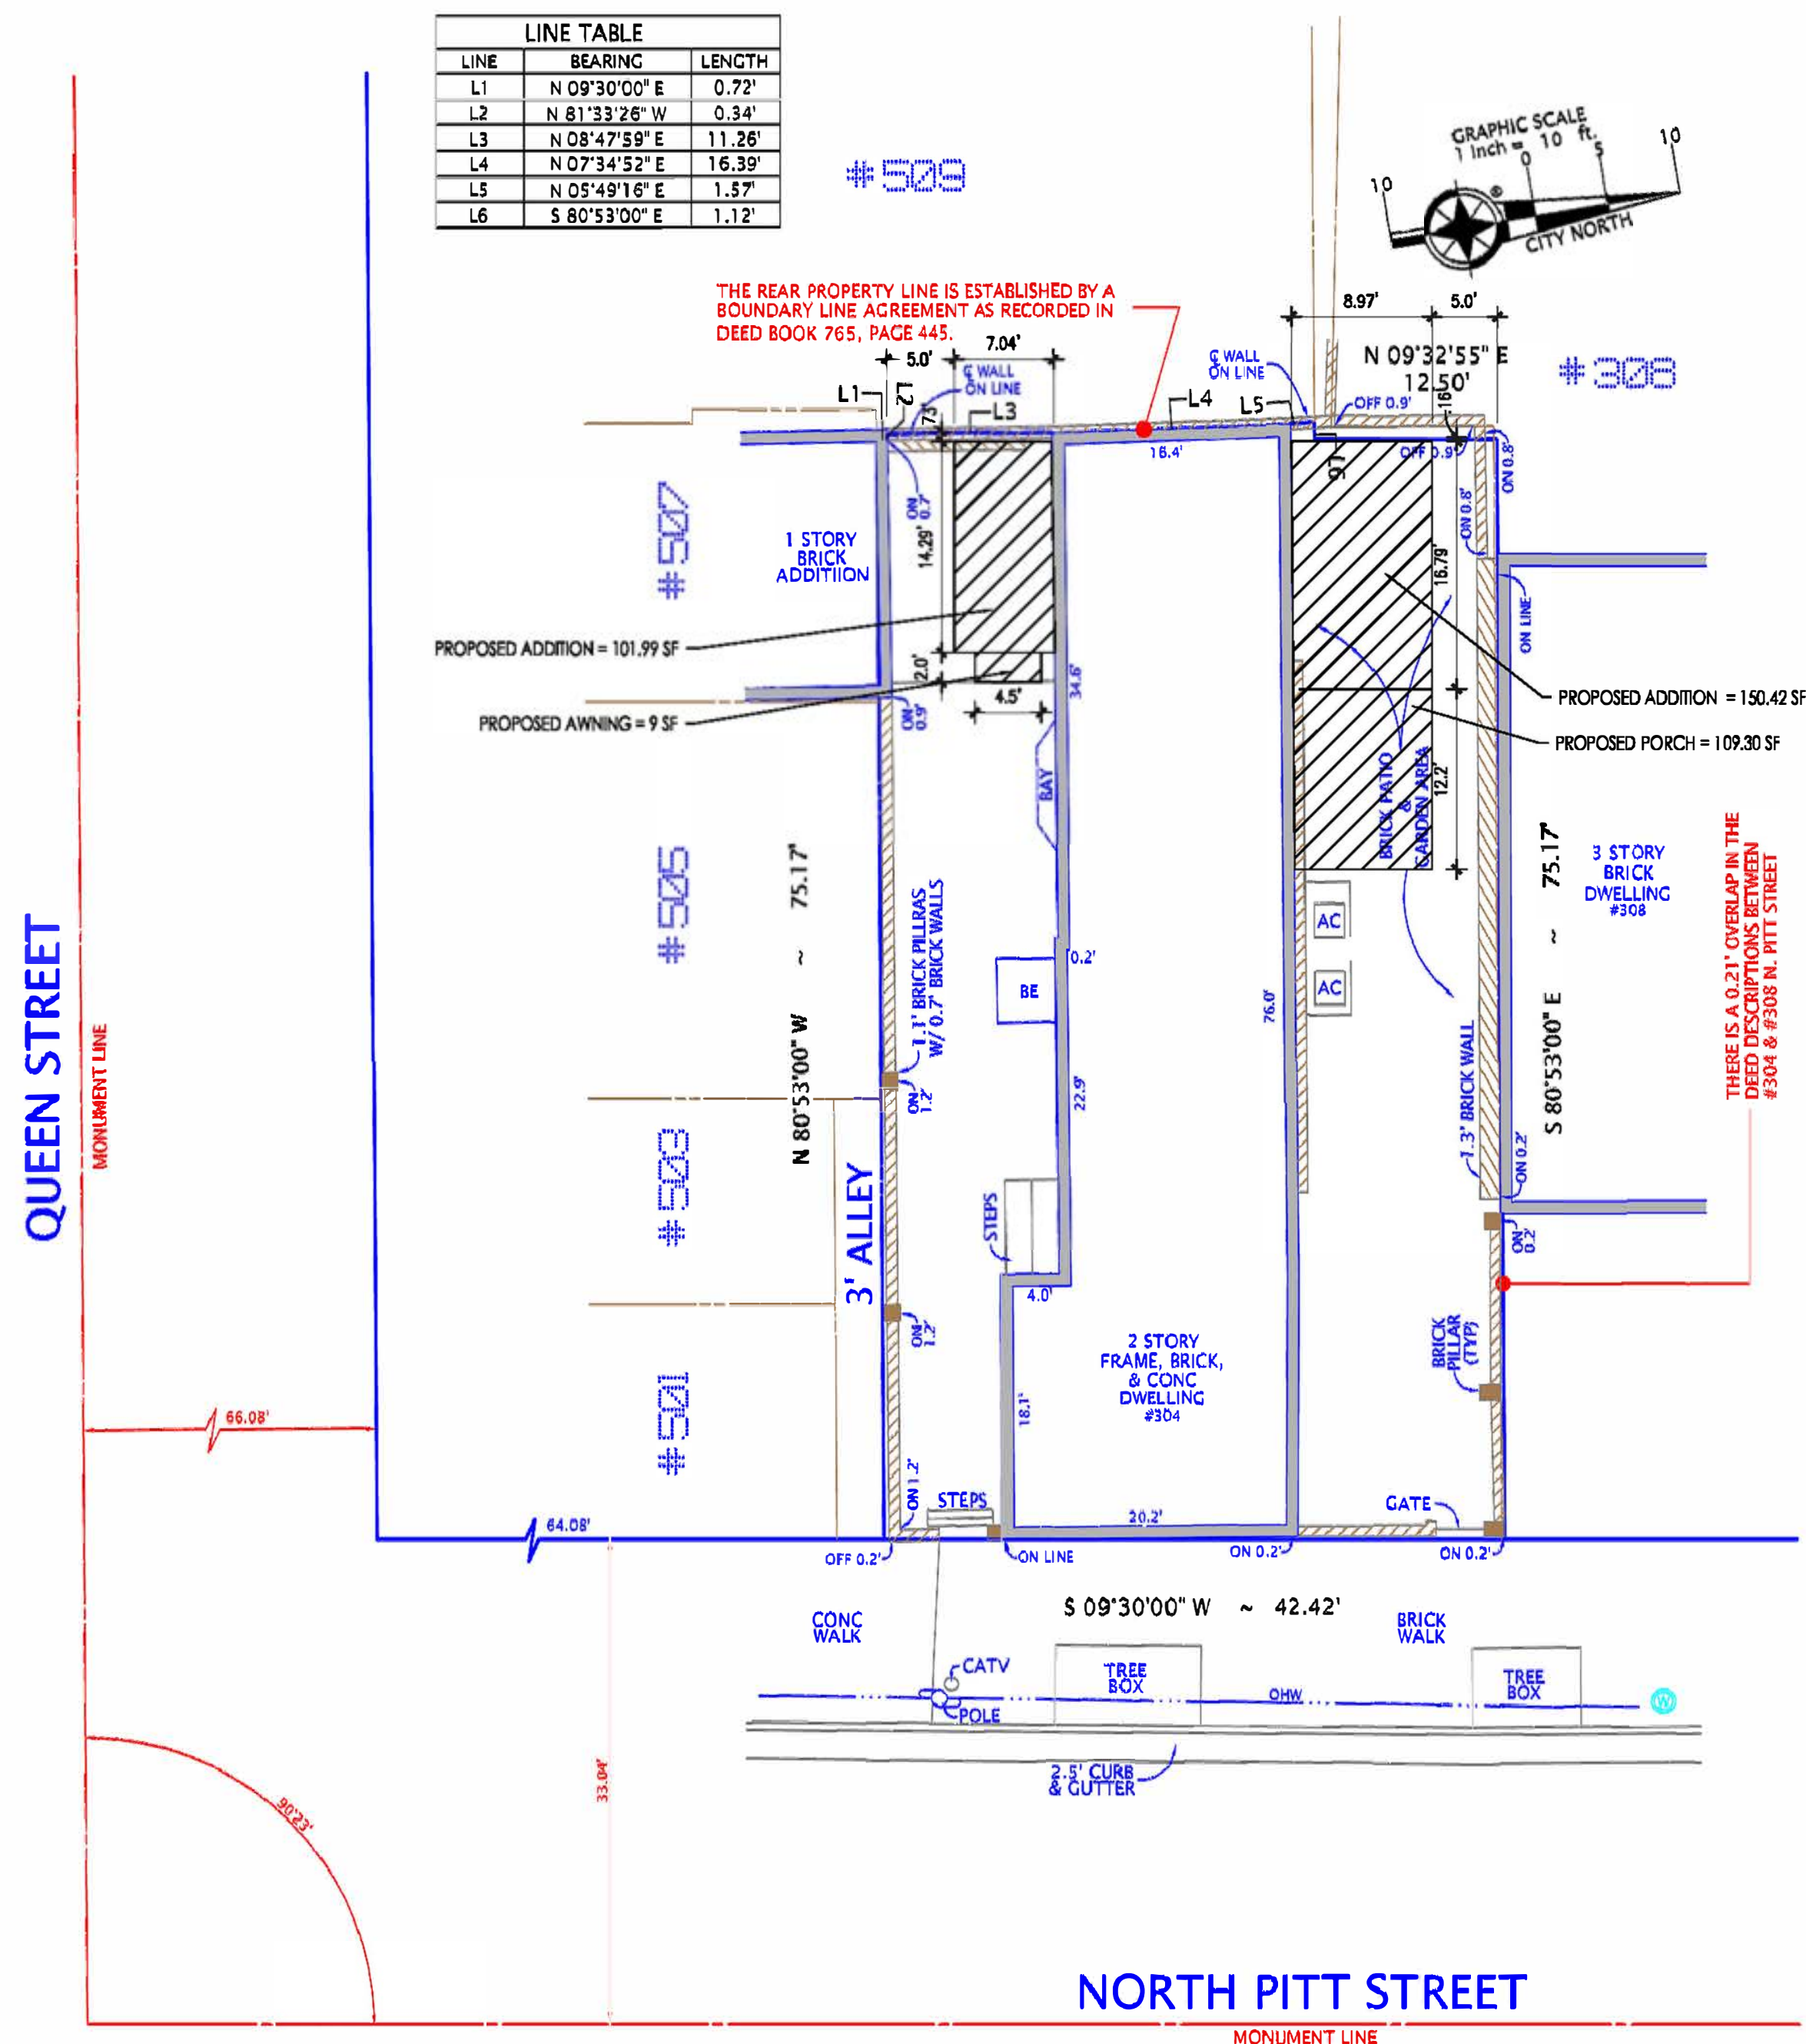 LINE TABLE
LINE BEARING LENGTH
L1 N 09°30'00" E 0.72'
L2 N 81°33'26" W 0.34'
L3 N 08°47'59" E 11.26'
L4 N 07°34'52" E 16.39'
L5 N 05°49'16" E 1.57'
L6 S 80°53'00" E 1.12'
#509
GRAPHIC SCALE
1 Inch = 10 ft.
10 0 5 10
CITY NORTH
THE REAR PROPERTY LINE IS ESTABLISHED BY A
BOUNDARY LINE AGREEMENT AS RECORDED IN
DEED BOOK 765, PAGE 445.
5.0'
7.04'
8.97'
5.0'
N 09°32'55" E
12.50'
#308
℄ WALL
ON LINE
℄ WALL
ON LINE
L1
L2
L3
L4
L5
L6
OFF 0.9'
OFF 0.9'
ON 0.8'
ON 0.8'
16.4'
#507
1 STORY
BRICK
ADDITIION
ON
0.7'
14.29'
16.79'
ON LINE
PROPOSED ADDITION = 101.99 SF
2.0'
4.5'
34.6'
PROPOSED AWNING = 9 SF
ON
0.9'
PROPOSED ADDITION = 150.42 SF
PROPOSED PORCH = 109.30 SF
BAY
BRICK PATIO
&
GARDEN AREA
12.2'
#505
N 80°53'00" W ~ 75.17'
1.1' BRICK PILLRAS
W/ 0.7' BRICK WALLS
ON
1.2'
BE
0.2'
22.9'
76.0'
AC
AC
1.3' BRICK WALL
S 80°53'00" E ~ 75.17'
3 STORY
BRICK
DWELLING
#308
THERE IS A 0.21' OVERLAP IN THE
DEED DESCRIPTIONS BETWEEN
#304 & #308 N. PITT STREET
QUEEN STREET
MONUMENT LINE
#503
3' ALLEY
STEPS
4.0'
ON 0.2'
ON
0.2'
ON
1.2'
BRICK
PILLAR
(TYP)
2 STORY
FRAME, BRICK,
& CONC
DWELLING
#304
18.1'
#501
66.08'
ON 1.2'
STEPS
20.2'
GATE
64.08'
OFF 0.2'
ON LINE
ON 0.2'
ON 0.2'
S 09°30'00" W ~ 42.42'
CONC
WALK
BRICK
WALK
CATV
POLE
TREE
BOX
OHW
TREE
BOX
W
2.5' CURB
& GUTTER
33.04'
90°23'
NORTH PITT STREET
MONUMENT LINE